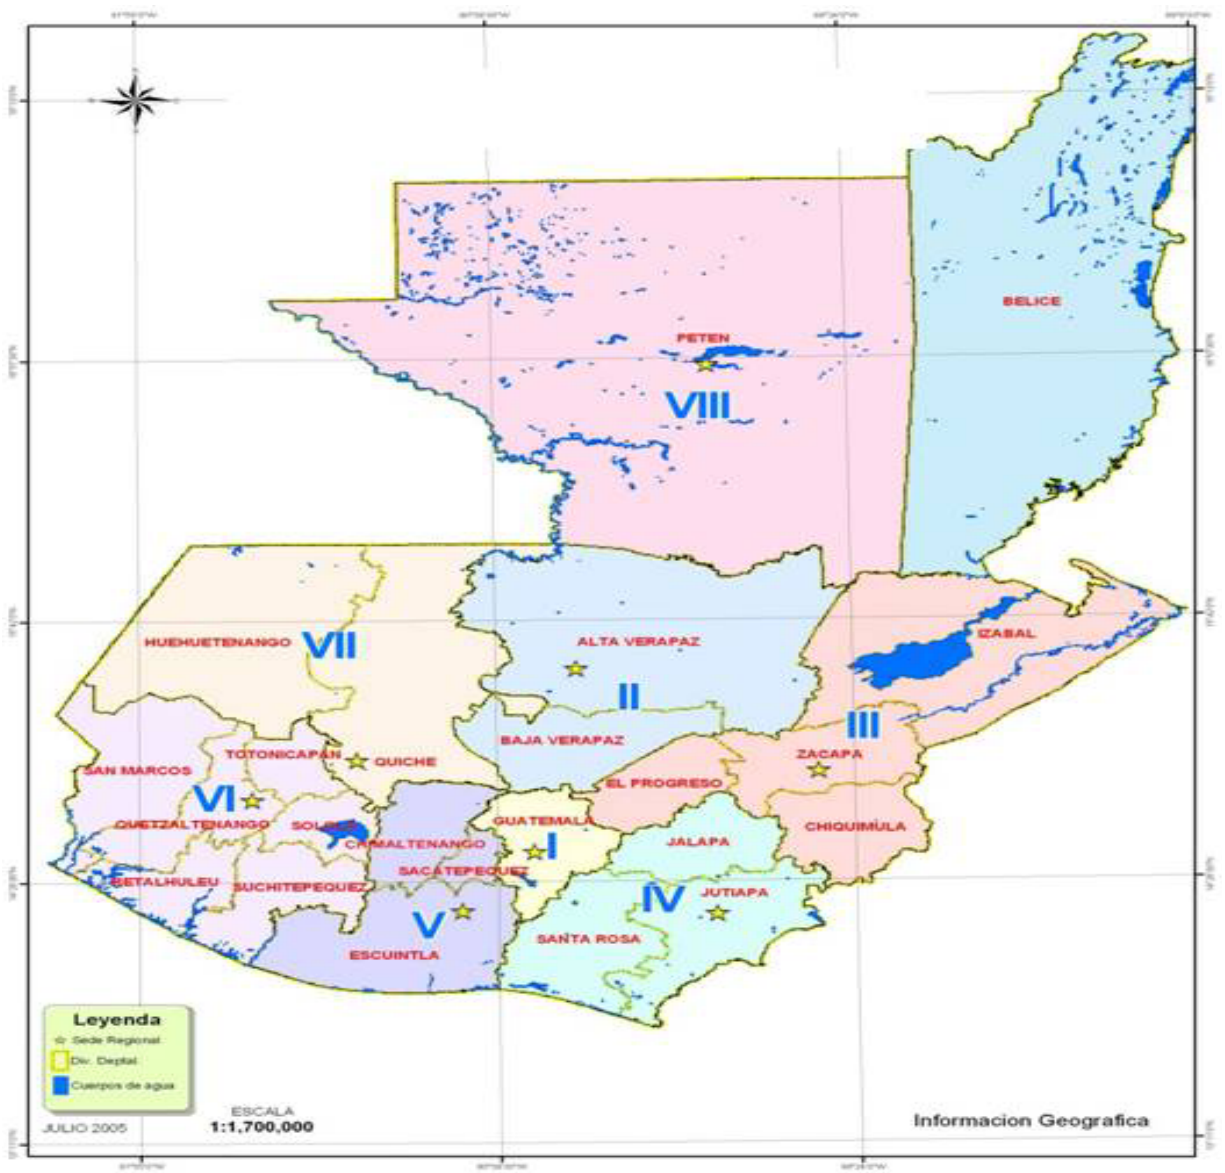 BELICE
PETEN
VIII
HUEHUETENANGO
VII
ALTA VERAPAZ
IZABAL
II
III
BAJA VERAPAZ
TOTONICAPAN
QUICHE
ZACAPA
SAN MARCOS
EL PROGRESO
VI
QUETZALTENANGO
SOLOLA
GUATEMALA
CHIQUIMULA
CHIMALTENANGO
I
JALAPA
SACATEPEQUEZ
RETALHULEU
SUCHITEPEQUEZ
IV
JUTIAPA
V
SANTA ROSA
ESCUINTLA
Leyenda
Sede Regional
Div. Deptal.
Cuerpos de agua
JULIO 2005
ESCALA
1:1,700,000
Informacion Geografica